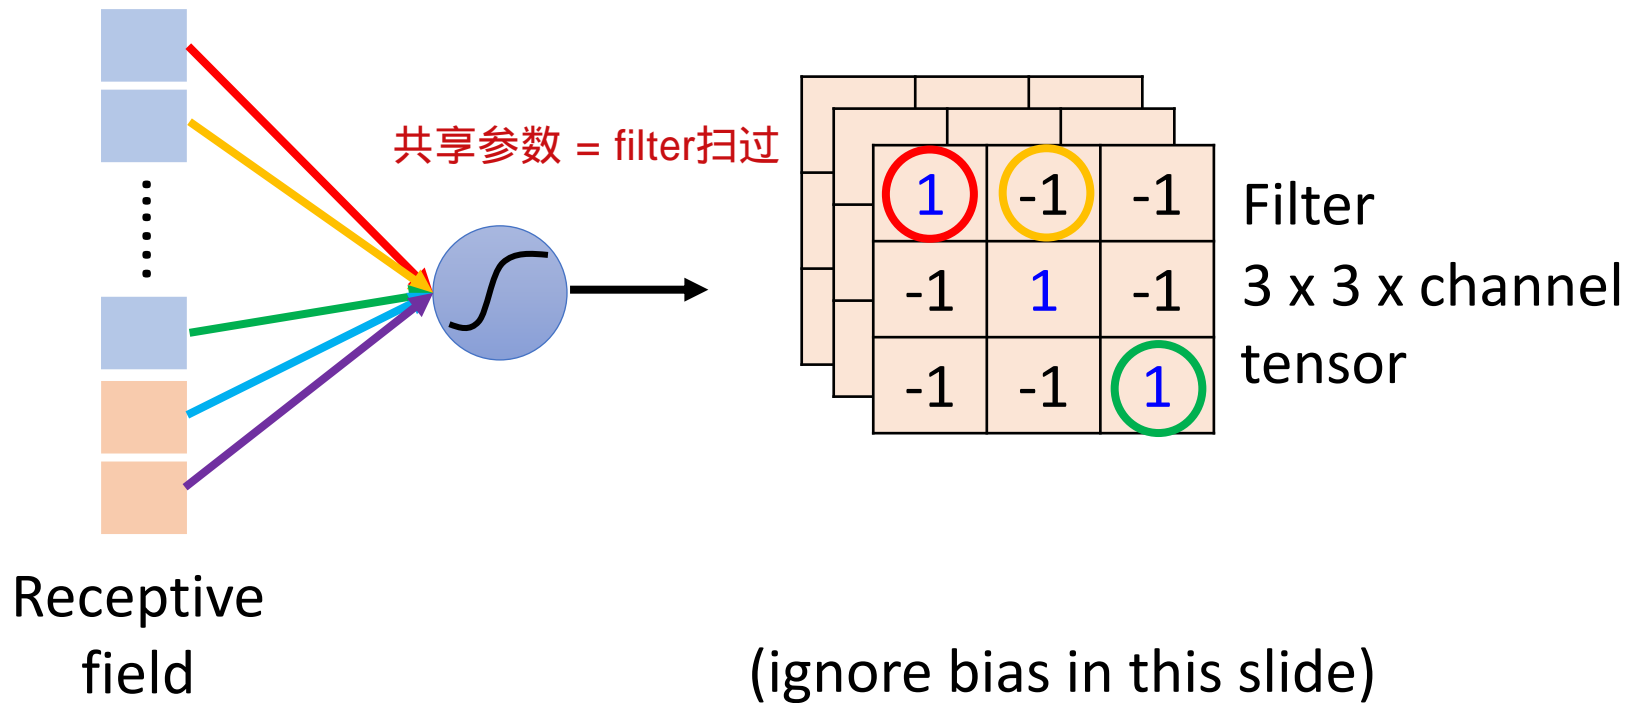 共享参数 = filter扫过
1 -1 -1
-1 1 -1
-1 -1 1
Filter
3 x 3 x channel
tensor
Receptive
field
(ignore bias in this slide)